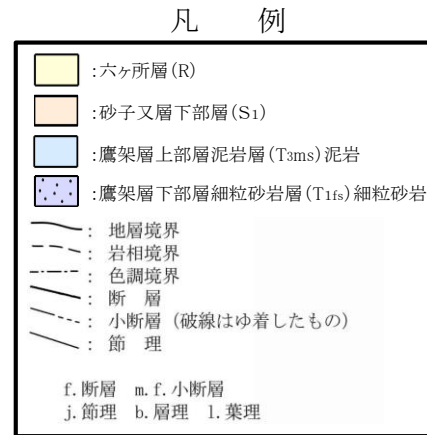 凡　例
:六ヶ所層(R)
:砂子又層下部層(S1)
:鷹架層上部層泥岩層(T3ms)泥岩
:鷹架層下部層細粒砂岩層(T1fs)細粒砂岩
: 地層境界
: 岩相境界
: 色調境界
: 断　層
: 小断層 (破線はゆ着したもの)
: 節　理
f.断層　m.f.小断層
j.節理　b.層理　l.葉理